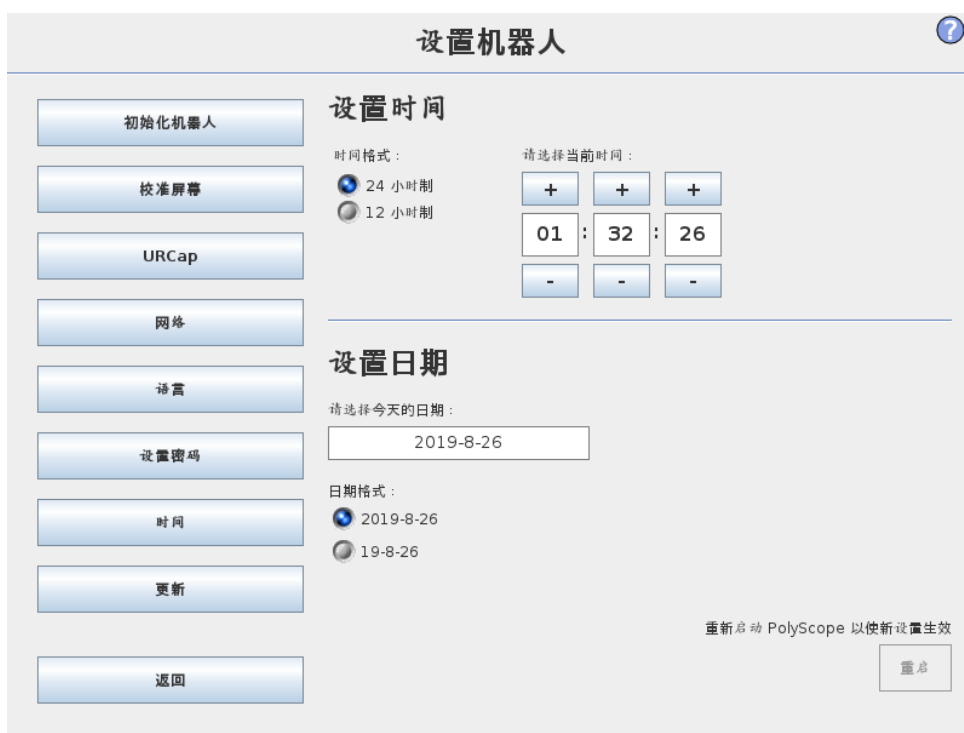 设置机器人
?
初始化机器人
校准屏幕
URCap
网络
语言
设置密码
时间
更新
返回
设置时间
时间格式：
24 小时制
12 小时制
请选择当前时间：
+ + +
01 : 32 : 26
- - -
设置日期
请选择今天的日期：
2019-8-26
日期格式：
2019-8-26
19-8-26
重新启动 PolyScope 以使新设置生效
重启